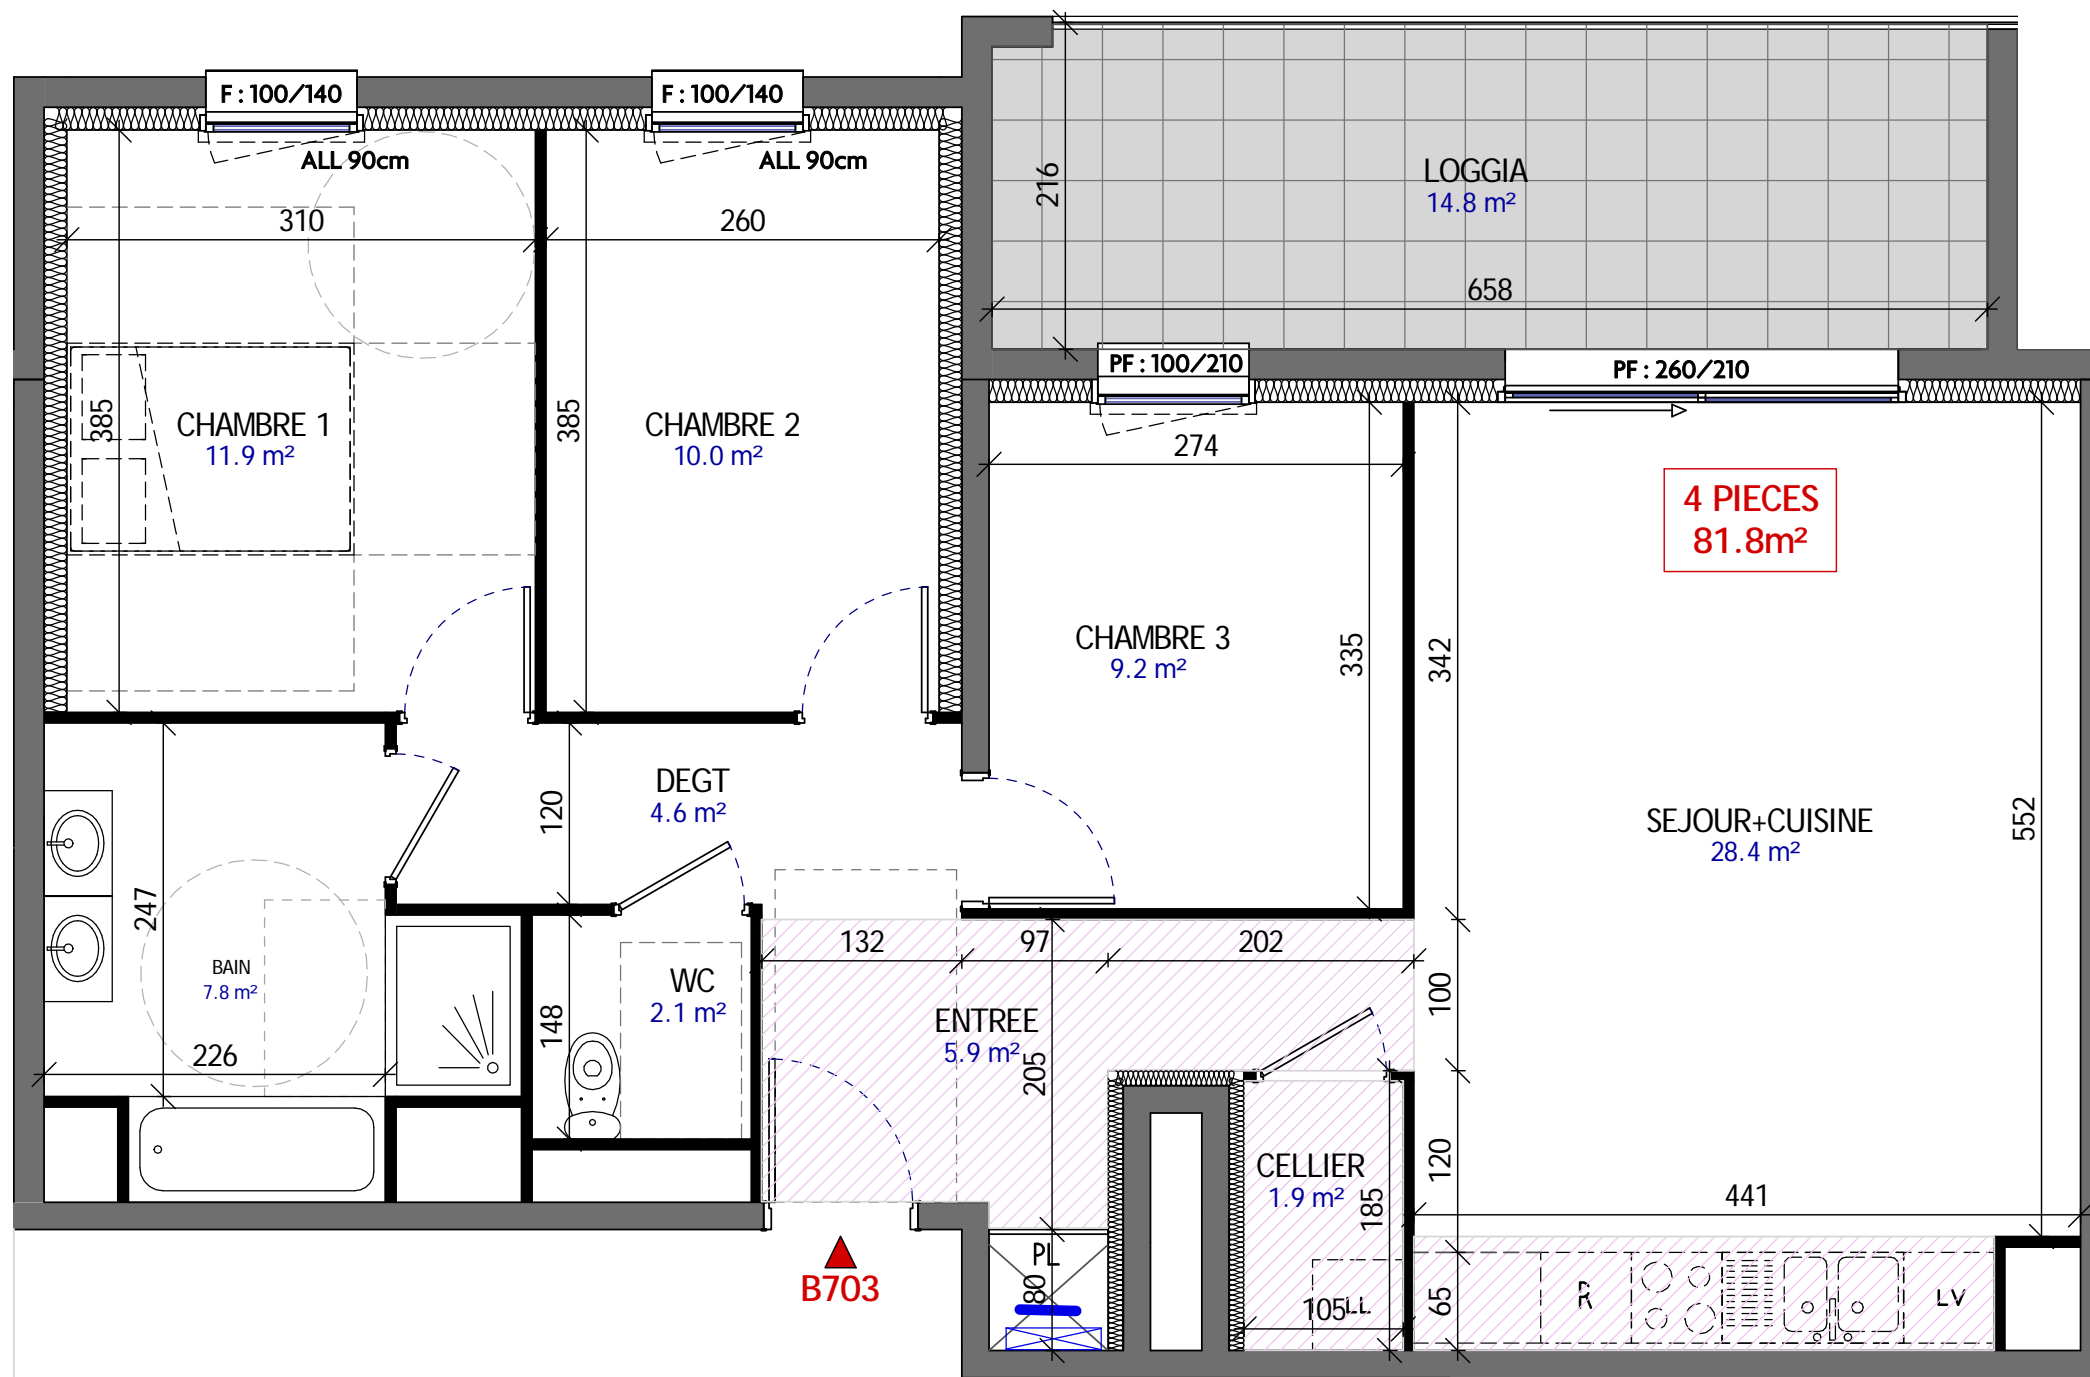 F : 100/140
F : 100/140
ALL 90cm
ALL 90cm
216
LOGGIA
14.8 m²
310
260
658
PF : 100/210
PF : 260/210
385
CHAMBRE 1
11.9 m²
385
CHAMBRE 2
10.0 m²
274
4 PIECES
81.8m²
CHAMBRE 3
9.2 m²
335
342
DEGT
4.6 m²
120
SEJOUR+CUISINE
28.4 m²
552
247
BAIN
7.8 m²
132
97
202
WC
2.1 m²
148
100
ENTREE
5.9 m²
205
226
CELLIER
1.9 m²
185
120
441
B703
PL
80
105
LL
65
R
LV